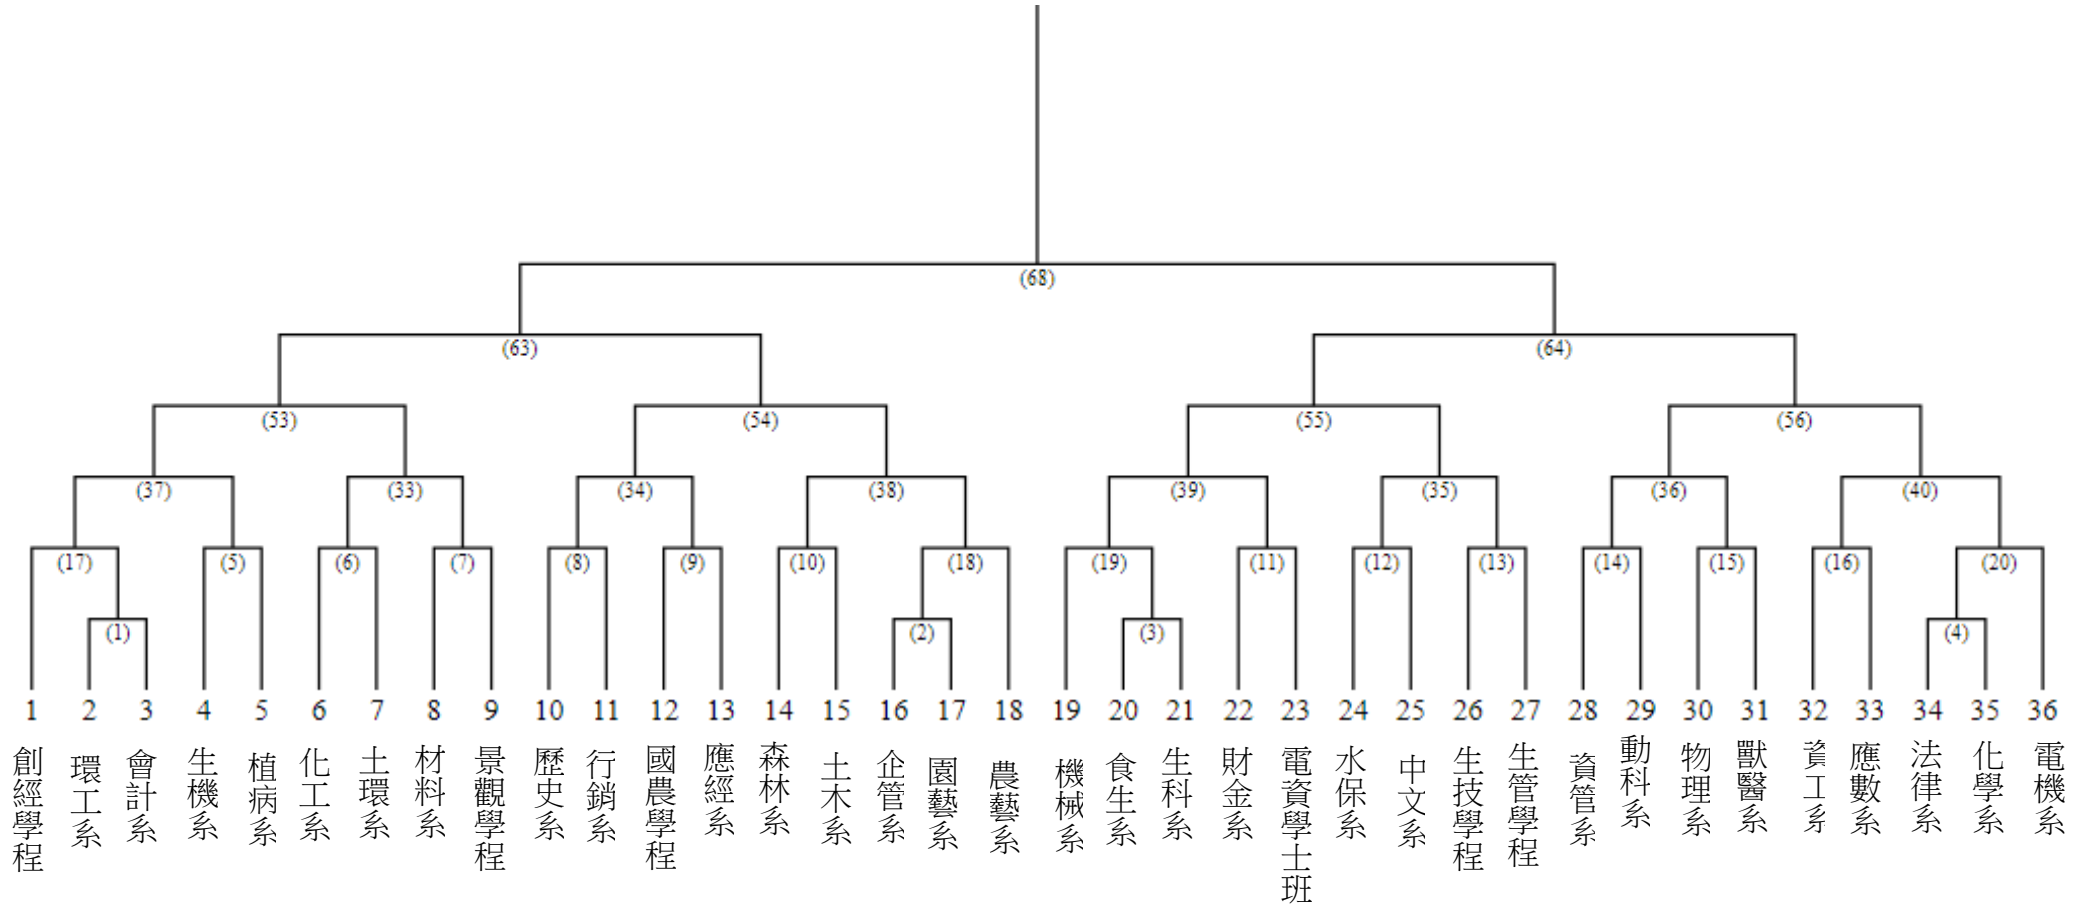 (68)
(63) (64)
(53) (54) (55) (56)
(37) (33) (34) (38) (39) (35) (36) (40)
(17) (5) (6) (7) (8) (9) (10) (18) (19) (11) (12) (13) (14) (15) (16) (20)
(1) (2) (3) (4)
1 2 3 4 5 6 7 8 9 10 11 12 13 14 15 16 17 18 19 20 21 22 23 24 25 26 27 28 29 30 31 32 33 34 35 36
創經學程
環工系
會計系
生機系
植病系
化工系
土環系
材料系
景觀學程
歷史系
行銷系
國農學程
應經系
森林系
土木系
企管系
園藝系
農藝系
機械系
食生系
生科系
財金系
電資學士班
水保系
中文系
生技學程
生管學程
資管系
動科系
物理系
獸醫系
資工系
應數系
法律系
化學系
電機系